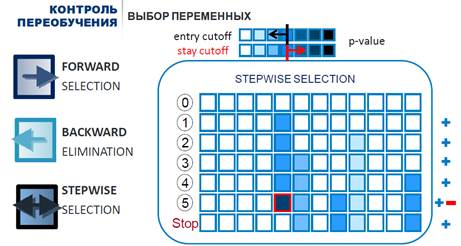 КОНТРОЛЬ
ПЕРЕОБУЧЕНИЯ
ВЫБОР ПЕРЕМЕННЫХ
entry cutoff
stay cutoff
p-value
FORWARD
SELECTION
BACKWARD
ELIMINATION
STEPWISE
SELECTION
STEPWISE SELECTION
0
1 +
2 +
3 +
4 +
5 + -
Stop